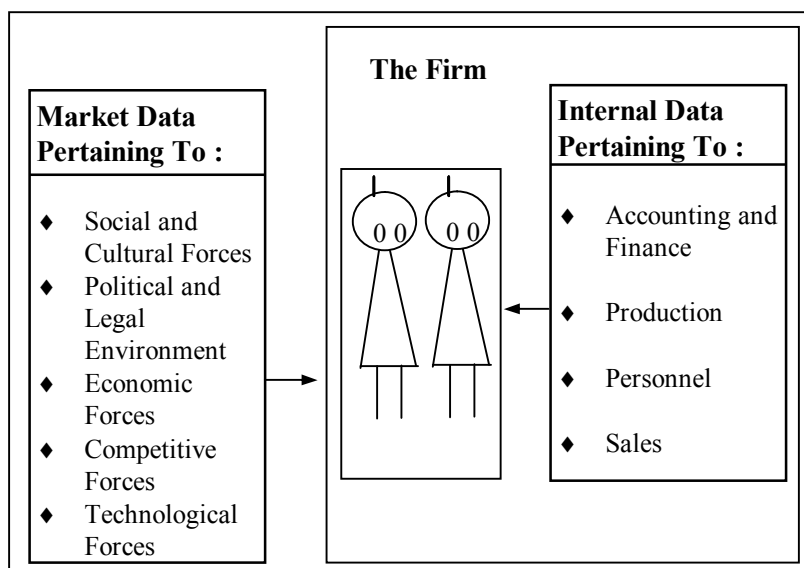 The Firm
Market Data
Pertaining To :
♦ Social and
Cultural Forces
♦ Political and
Legal
Environment
♦ Economic
Forces
♦ Competitive
Forces
♦ Technological
Forces
0 0 0 0
Internal Data
Pertaining To :
♦ Accounting and
Finance
♦ Production
♦ Personnel
♦ Sales